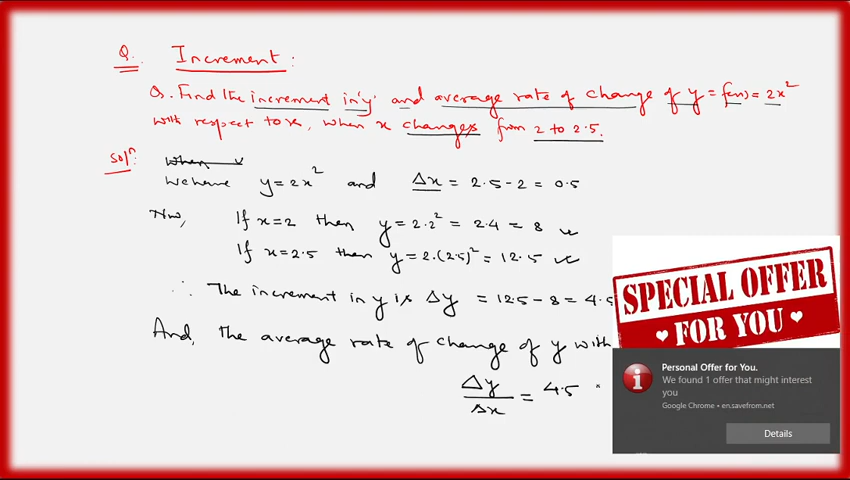 Q. Increment:
Q. Find the increment in 'y' and average rate of change of y = f(x) = 2x²
with respect to x, when x changes from 2 to 2.5.
Solⁿ
When
We have y = 2x² and Δx = 2.5 - 2 = 0.5
Now, If x = 2 then y = 2.2² = 2.4 = 8
If x = 2.5 then y = 2.(2.5)² = 12.5
∴ The increment in y is Δy = 12.5 - 8 = 4.5
And, the average rate of change of y with
Δy/Δx = 4.5
SPECIAL OFFER
FOR YOU
Personal Offer for You.
We found 1 offer that might interest
you
Google Chrome • en.savefrom.net
Details